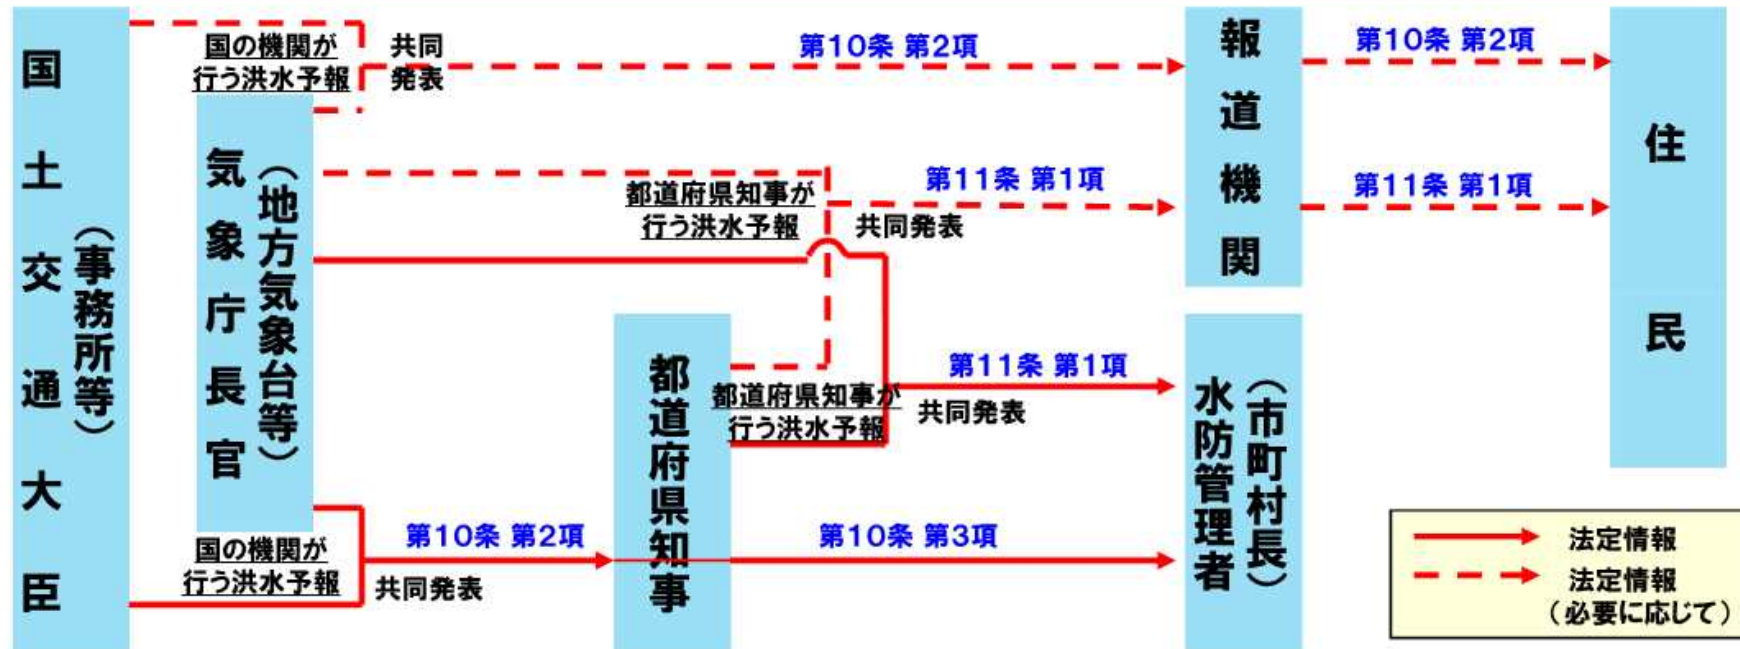 国土交通大臣
（事務所等）
国の機関が
行う洪水予報
共同
発表
第10条 第2項
報道機関
第10条 第2項
住民
気象庁長官
（地方気象台等）
都道府県知事が
行う洪水予報
第11条 第1項
共同発表
第11条 第1項
都道府県知事
都道府県知事が
行う洪水予報
第11条 第1項
共同発表
水防管理者
（市町村長）
国の機関が
行う洪水予報
第10条 第2項
共同発表
第10条 第3項
法定情報
法定情報
（必要に応じて）